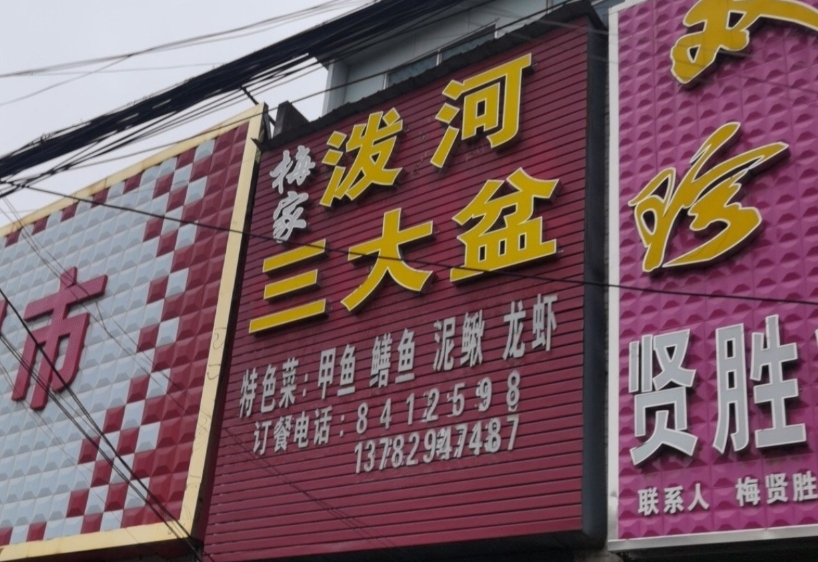 市
梅家
泼河
三大盆
特色菜：甲鱼 鳝鱼 泥鳅 龙虾
订餐电话：8412598
珍
贤胜
联系人 梅贤胜